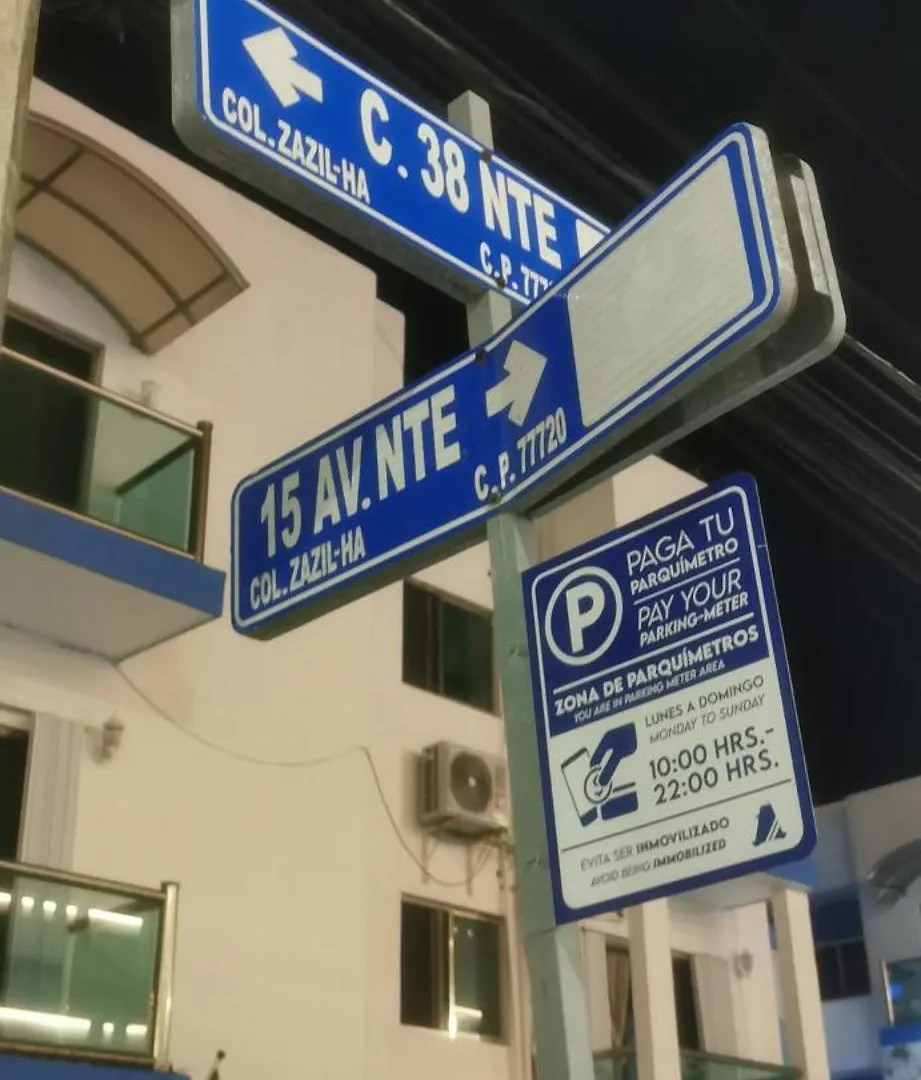 C. 38 NTE
COL. ZAZIL-HA
C.P.
15 AV. NTE
COL. ZAZIL-HA
C.P. 77720
P
PAGA TU
PARQUÍMETRO
PAY YOUR
PARKING-METER
ZONA DE PARQUÍMETROS
YOU ARE IN PARKING METER AREA
LUNES A DOMINGO
MONDAY TO SUNDAY
10:00 HRS.-
22:00 HRS.
EVITA SER INMOVILIZADO
AVOID BEING IMMOBILIZED